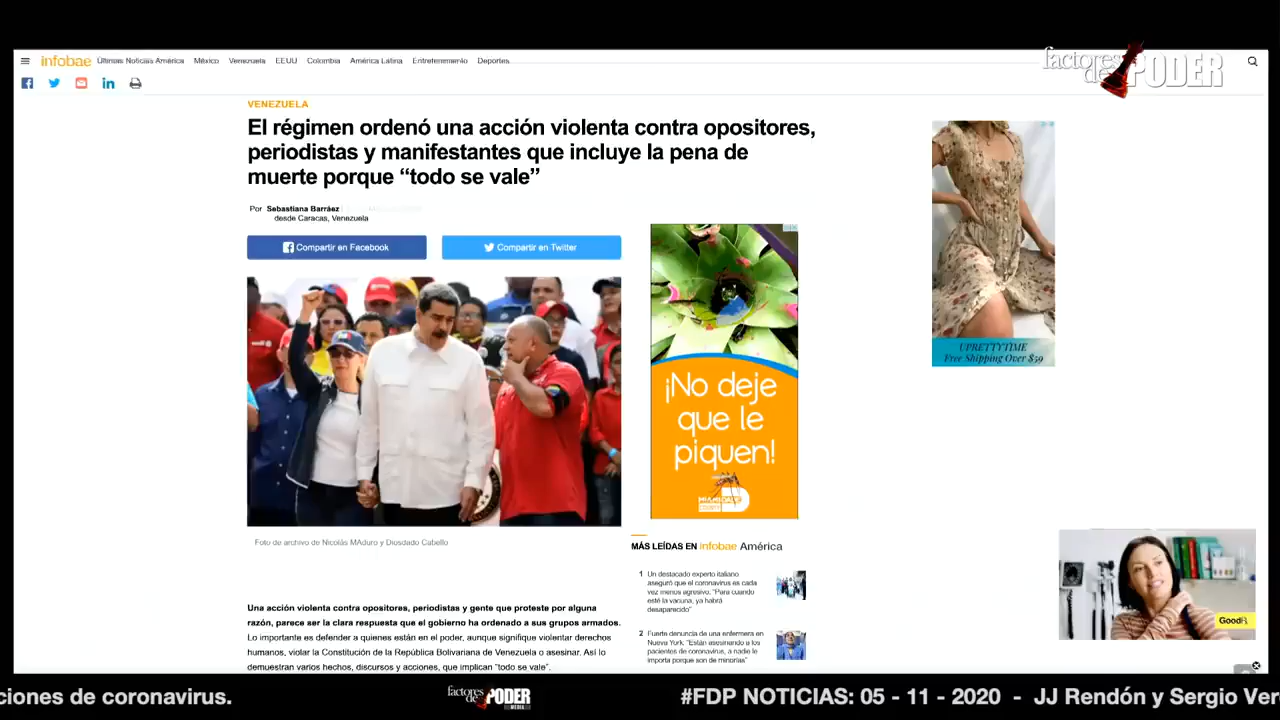 infobae
Últimas Noticias América México Venezuela EEUU Colombia América Latina Entretenimiento Deportes
factores de PODER
VENEZUELA
El régimen ordenó una acción violenta contra opositores,
periodistas y manifestantes que incluye la pena de
muerte porque “todo se vale”
Por Sebastiana Barráez
desde Caracas, Venezuela
Compartir en Facebook
Compartir en Twitter
¡No deje
que le
piquen!
UPRETTYTIME
Free Shipping Over $59
Foto de archivo de Nicolás MAduro y Diosdado Cabello
MÁS LEÍDAS EN infobae América
1 Un destacado experto italiano
aseguró que el coronavirus es cada
vez menos agresivo: “Para cuando
esté la vacuna, ya habrá
desaparecido”
2 Fuerte denuncia de una enfermera en
Nueva York: “Están asesinando a los
pacientes de coronavirus, a nadie le
importa porque son de minorías”
Una acción violenta contra opositores, periodistas y gente que proteste por alguna
razón, parece ser la clara respuesta que el gobierno ha ordenado a sus grupos armados.
Lo importante es defender a quienes están en el poder, aunque signifique violentar derechos
humanos, violar la Constitución de la República Bolivariana de Venezuela o asesinar. Así lo
demuestran varios hechos, discursos y acciones, que implican “todo se vale”.
GoodRx
ciones de coronavirus.
factores de PODER
MEDIA
#FDP NOTICIAS: 05 - 11 - 2020 - JJ Rendón y Sergio Ver